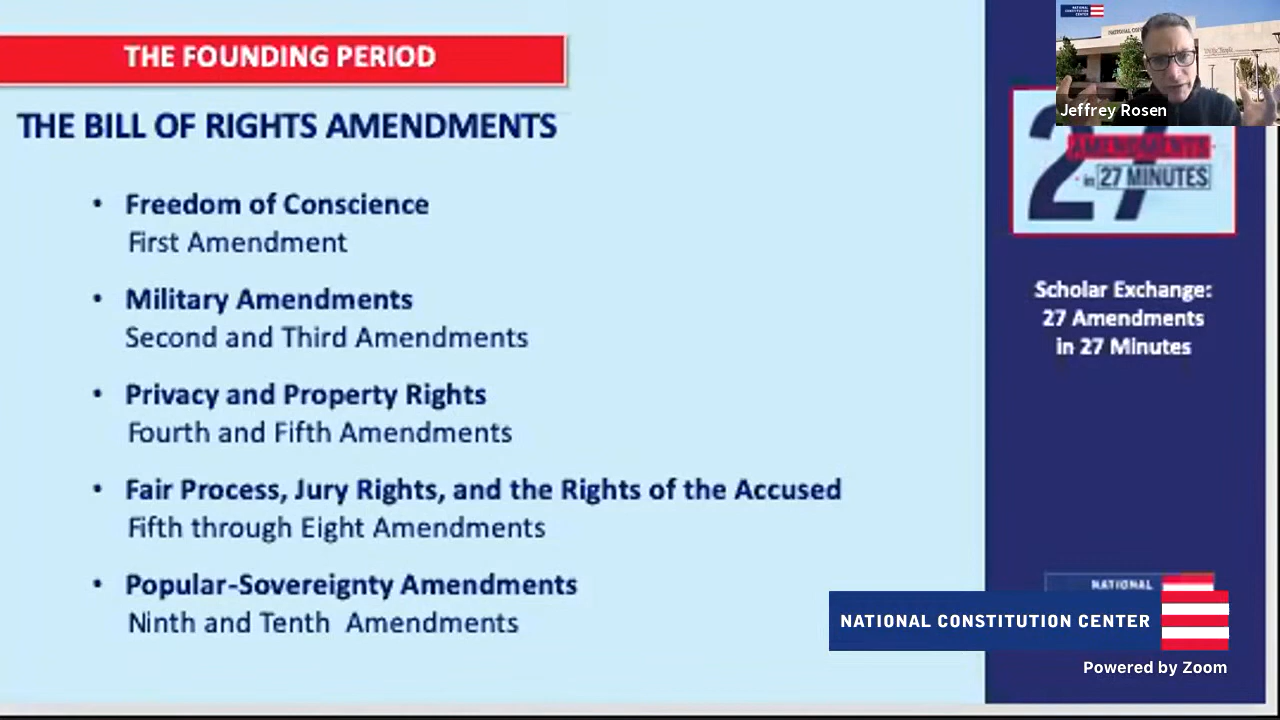 THE FOUNDING PERIOD
THE BILL OF RIGHTS AMENDMENTS
• Freedom of Conscience
First Amendment
• Military Amendments
Second and Third Amendments
• Privacy and Property Rights
Fourth and Fifth Amendments
• Fair Process, Jury Rights, and the Rights of the Accused
Fifth through Eight Amendments
• Popular-Sovereignty Amendments
Ninth and Tenth Amendments
Jeffrey Rosen
27
AMENDMENTS
in 27 MINUTES
Scholar Exchange:
27 Amendments
in 27 Minutes
NATIONAL
NATIONAL CONSTITUTION CENTER
Powered by Zoom